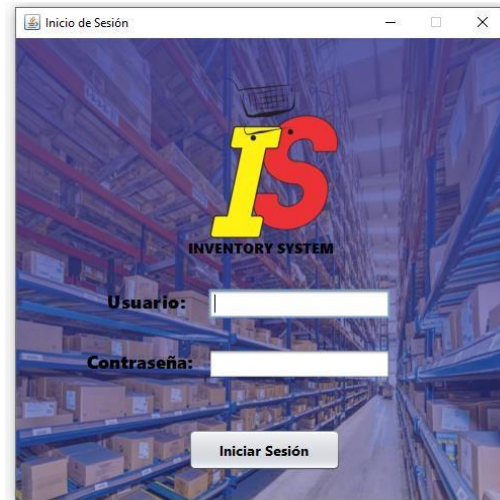 Inicio de Sesión
IS
INVENTORY SYSTEM
Usuario:
Contraseña:
Iniciar Sesión